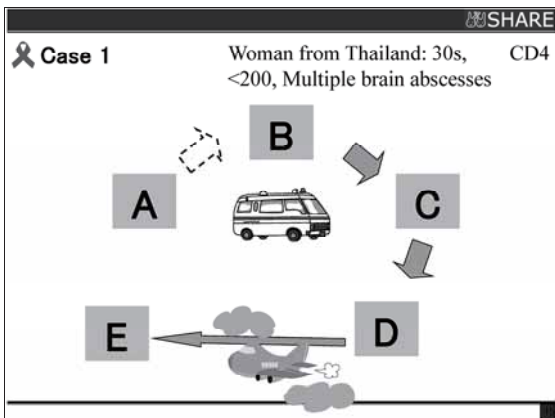 SHARE
Case 1
Woman from Thailand: 30s, CD4
<200, Multiple brain abscesses
B
A
C
E
D